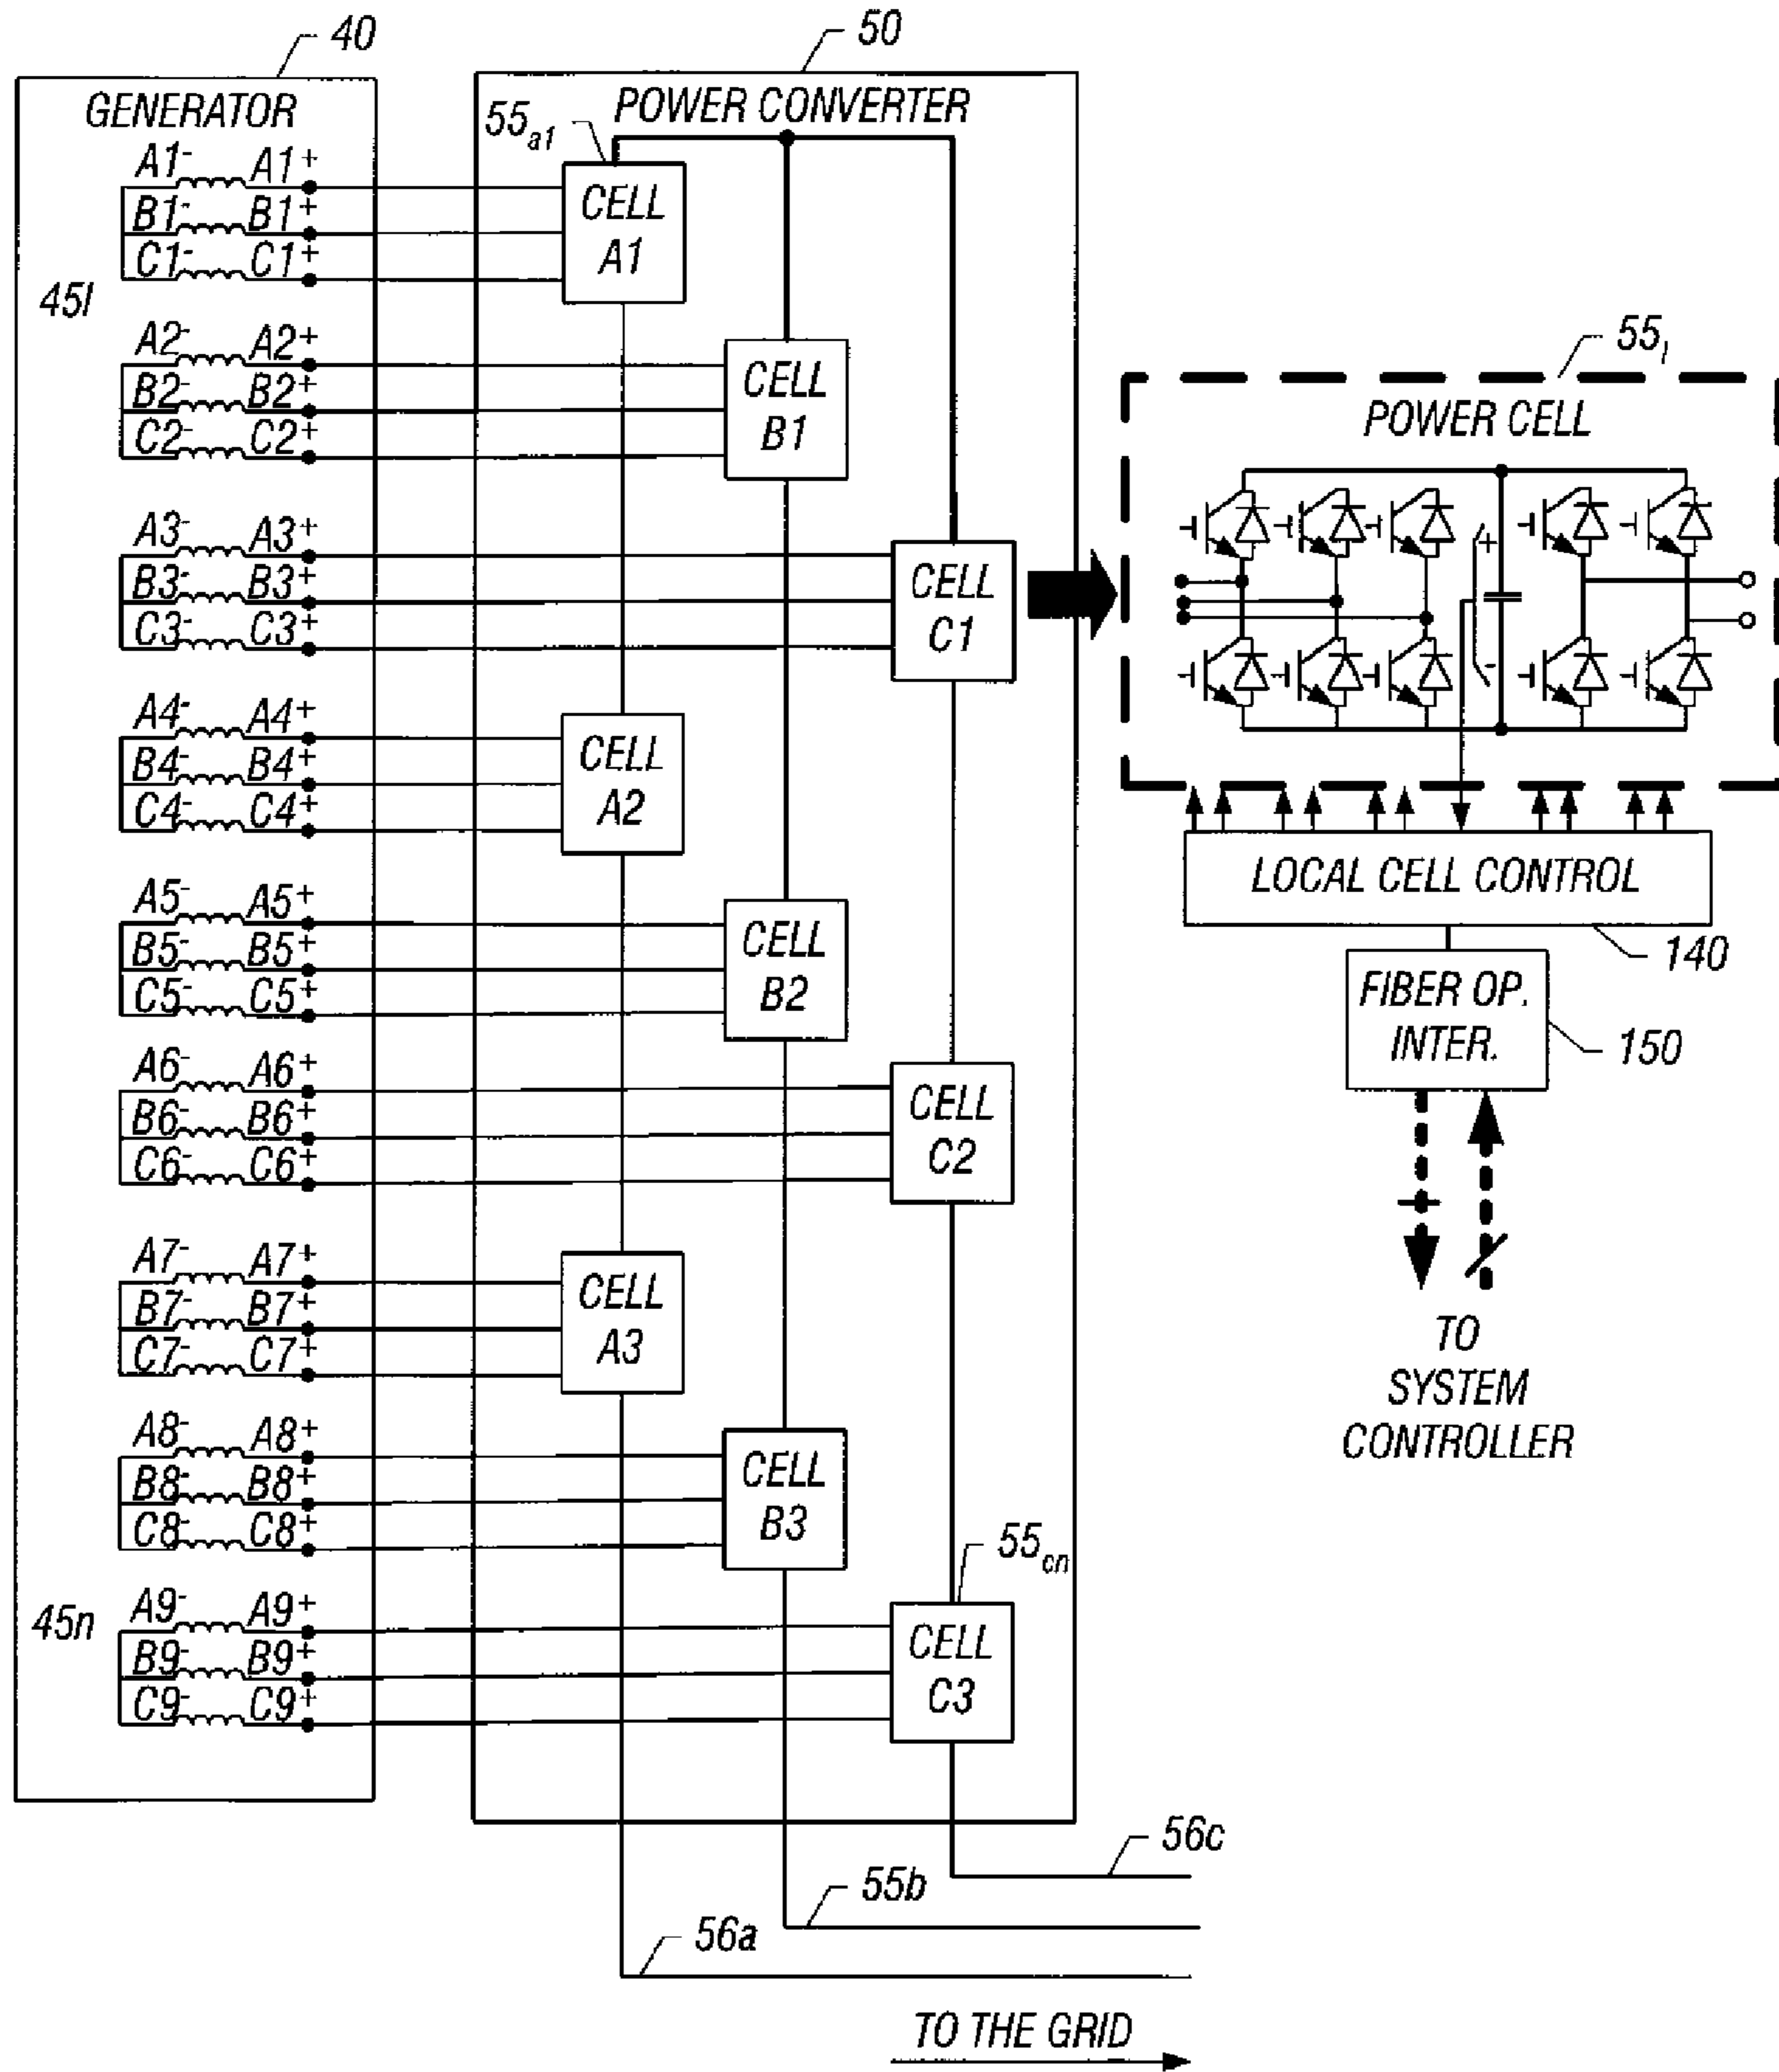 40
50
GENERATOR
POWER CONVERTER
55a1
A1- A1+
B1- B1+
C1- C1+
45l
CELL
A1
A2- A2+
B2- B2+
C2- C2+
CELL
B1
A3- A3+
B3- B3+
C3- C3+
CELL
C1
A4- A4+
B4- B4+
C4- C4+
CELL
A2
A5- A5+
B5- B5+
C5- C5+
CELL
B2
A6- A6+
B6- B6+
C6- C6+
CELL
C2
A7- A7+
B7- B7+
C7- C7+
CELL
A3
A8- A8+
B8- B8+
C8- C8+
CELL
B3
45n
A9- A9+
B9- B9+
C9- C9+
55cn
CELL
C3
56c
55b
56a
TO THE GRID
55l
POWER CELL
+
-
LOCAL CELL CONTROL
140
FIBER OP.
INTER.
150
TO
SYSTEM
CONTROLLER